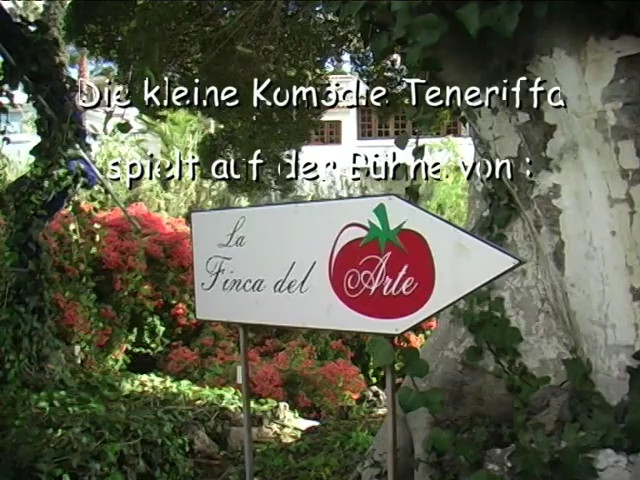 Die kleine Komödie Teneriffa
spielt auf der Bühne von :
La
Finca del Arte